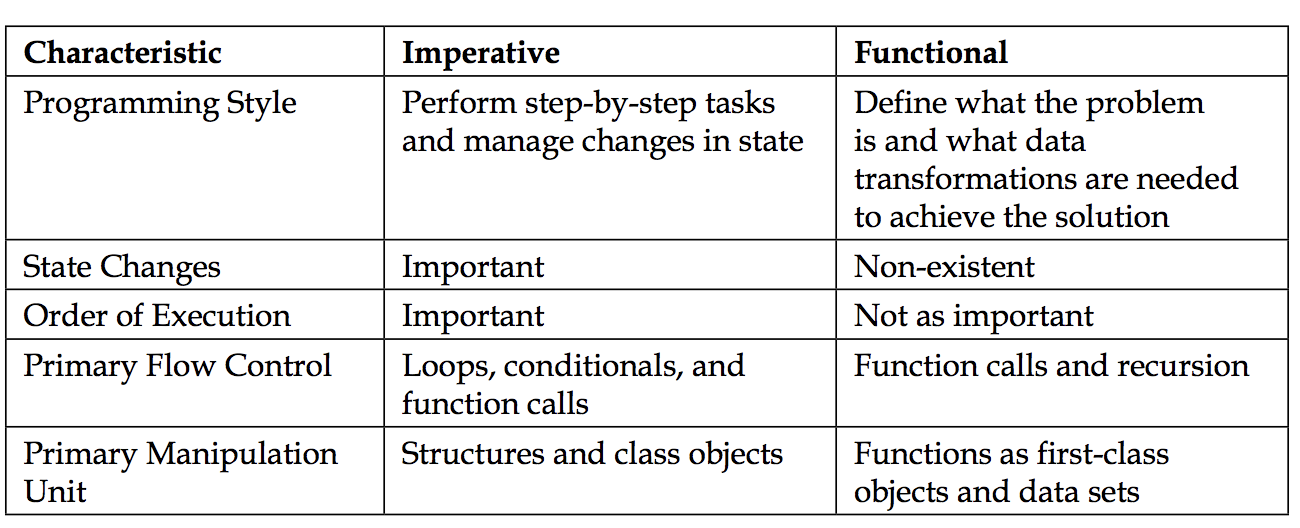 Characteristic Imperative Functional
Programming Style Perform step-by-step tasks Define what the problem
and manage changes in state is and what data
transformations are needed
to achieve the solution
State Changes Important Non-existent
Order of Execution Important Not as important
Primary Flow Control Loops, conditionals, and Function calls and recursion
function calls
Primary Manipulation Structures and class objects Functions as first-class
Unit objects and data sets